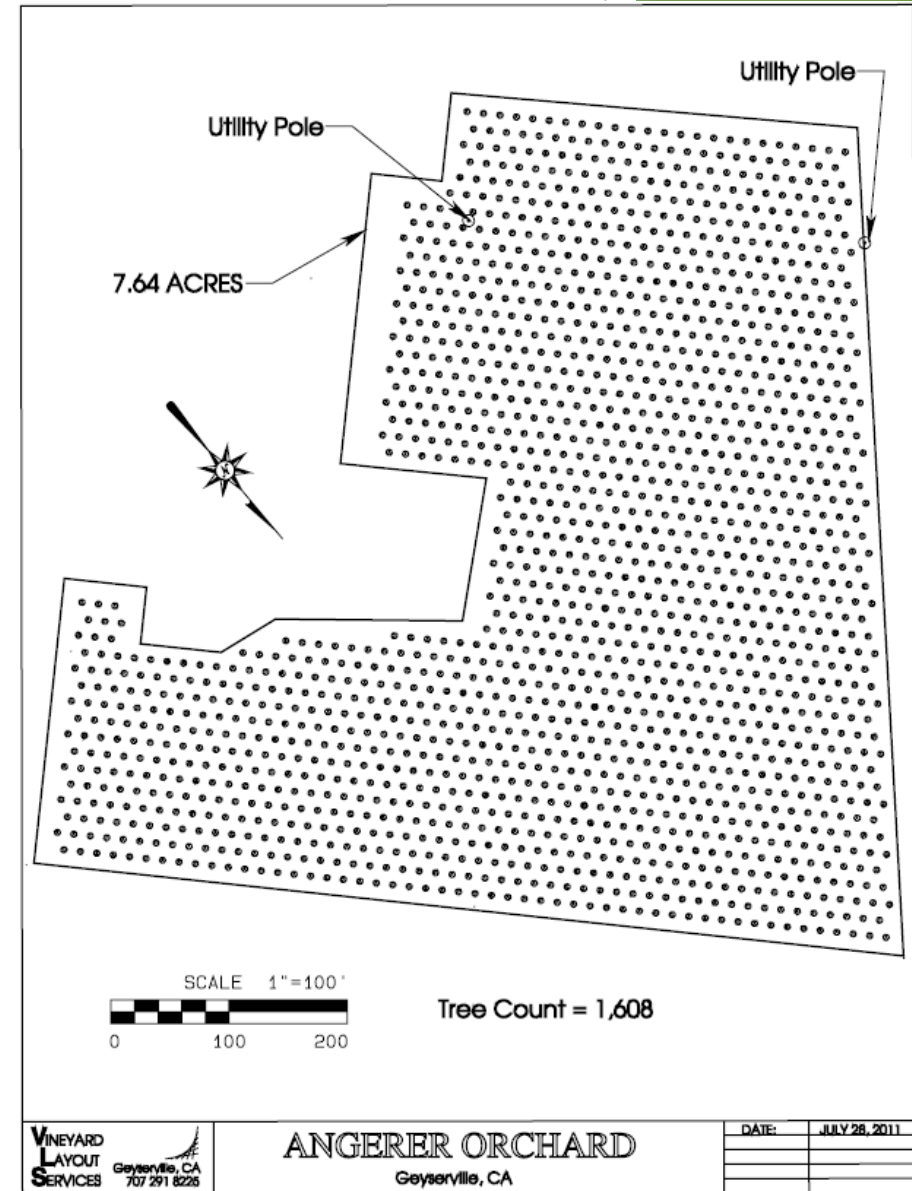 Utility Pole
Utility Pole
7.64 ACRES
SCALE 1"=100'
0 100 200
Tree Count = 1,608
VINEYARD
LAYOUT
SERVICES
Geyserville, CA
707 291 8225
ANGERER ORCHARD
Geyserville, CA
DATE: JULY 28, 2011